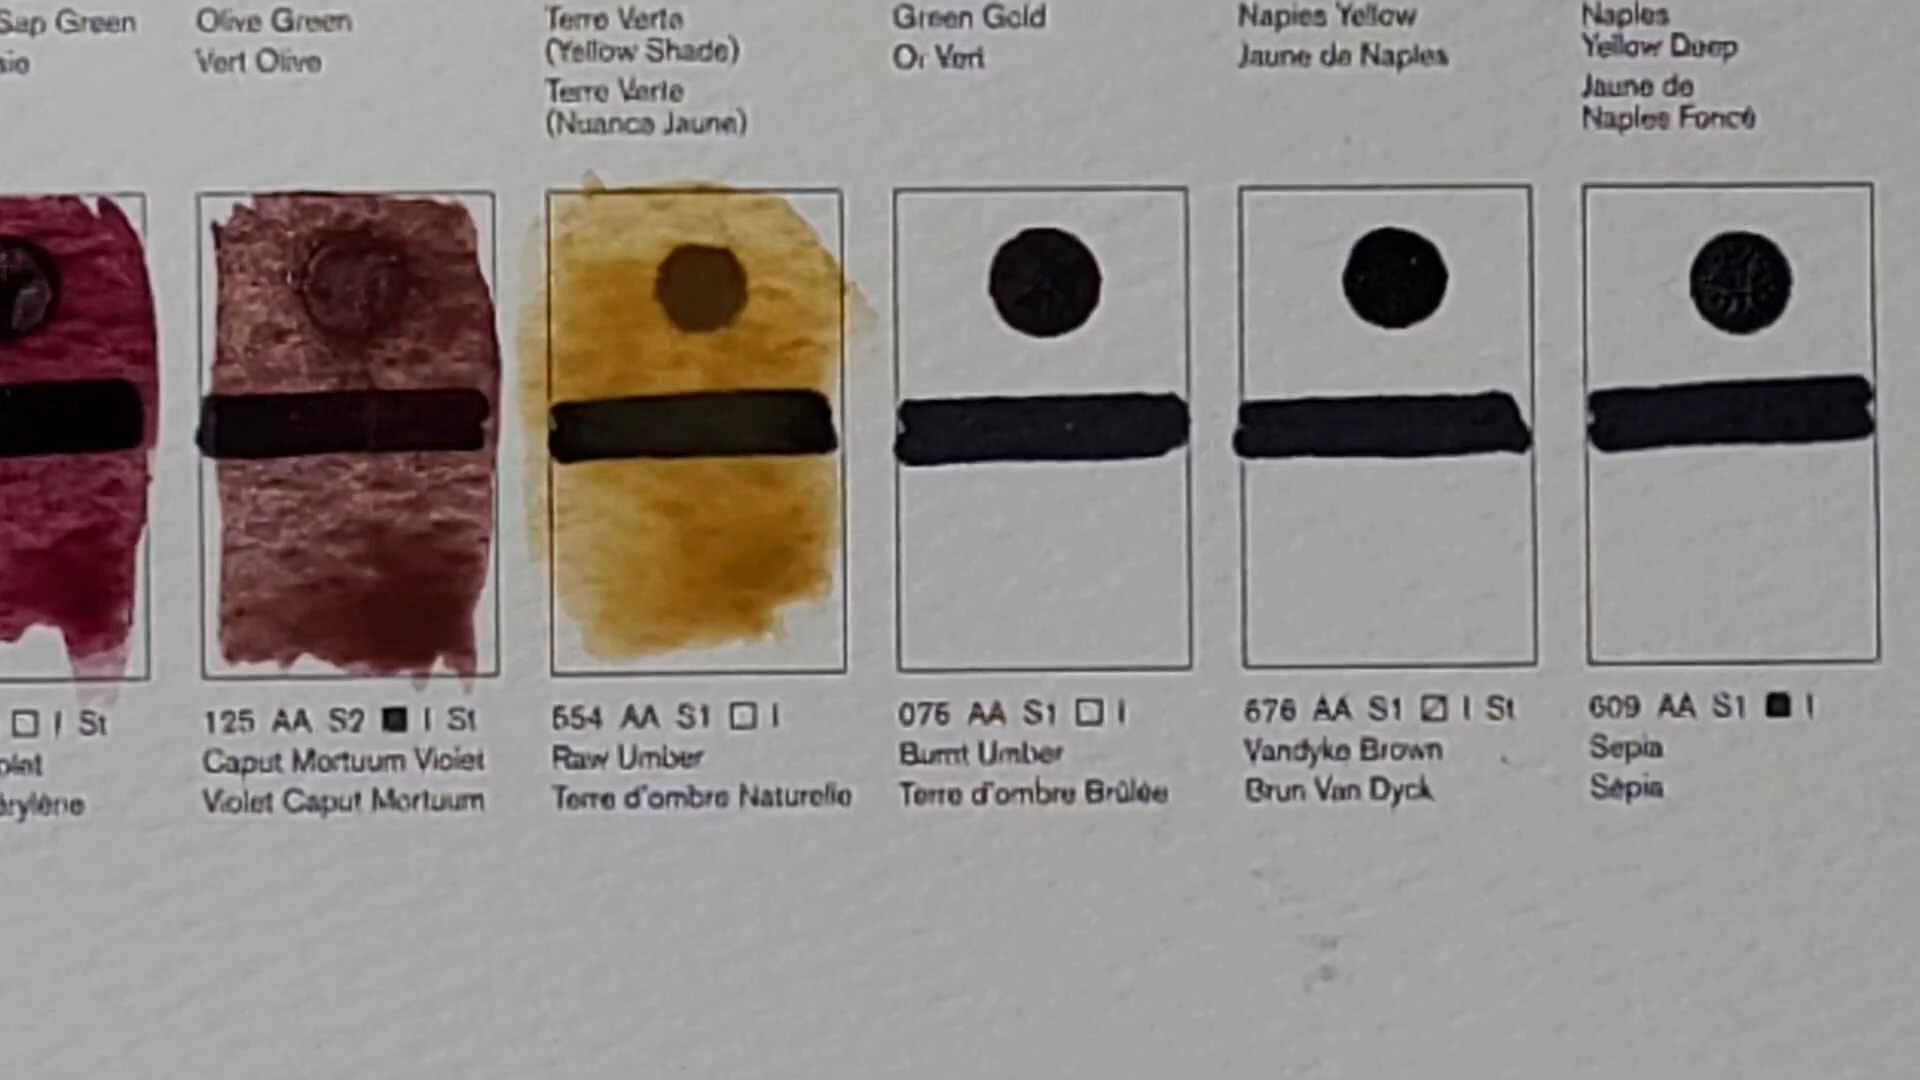 Sap Green
Olive Green
Vert Olive
Terre Verte
(Yellow Shade)
Terre Verte
(Nuance Jaune)
Green Gold
Or Vert
Naples Yellow
Jaune de Naples
Naples
Yellow Deep
Jaune de
Naples Foncé
I St
125 AA S2 I St
Caput Mortuum Violet
Violet Caput Mortuum
554 AA S1 I
Raw Umber
Terre d'ombre Naturelle
076 AA S1 I
Burnt Umber
Terre d'ombre Brûlée
676 AA S1 I St
Vandyke Brown
Brun Van Dyck
609 AA S1 I
Sepia
Sépia